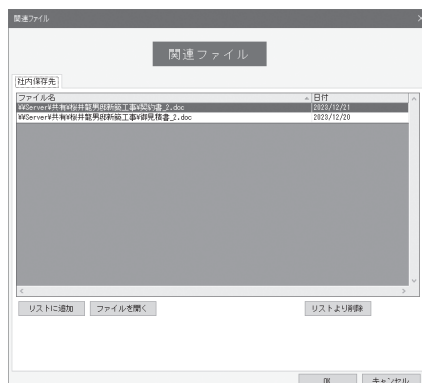 関連ファイル
関連ファイル
社内保存先
ファイル名 日付
¥¥Server¥共有¥桜井龍男邸新築工事¥契約書_2.doc 2023/12/21
¥¥Server¥共有¥桜井龍男邸新築工事¥御見積書_2.doc 2023/12/20
リストに追加 ファイルを開く リストより削除
OK キャンセル